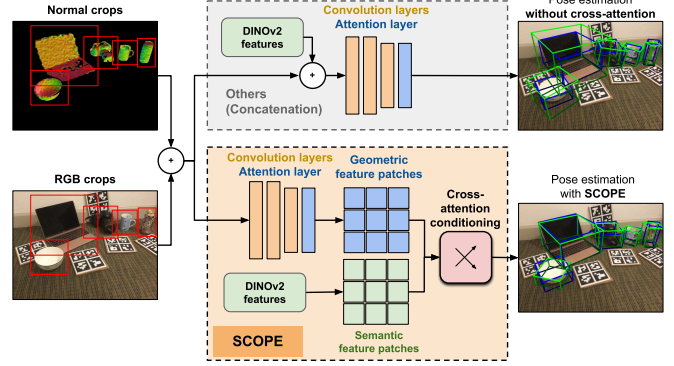 Normal crops
DINOv2
features
Convolution layers
Attention layer
+
Others
(Concatenation)
Pose estimation
without cross-attention
+
RGB crops
Convolution layers
Attention layer
Geometric
feature patches
Cross-
attention
conditioning
DINOv2
features
SCOPE
Semantic
feature patches
Pose estimation
with SCOPE